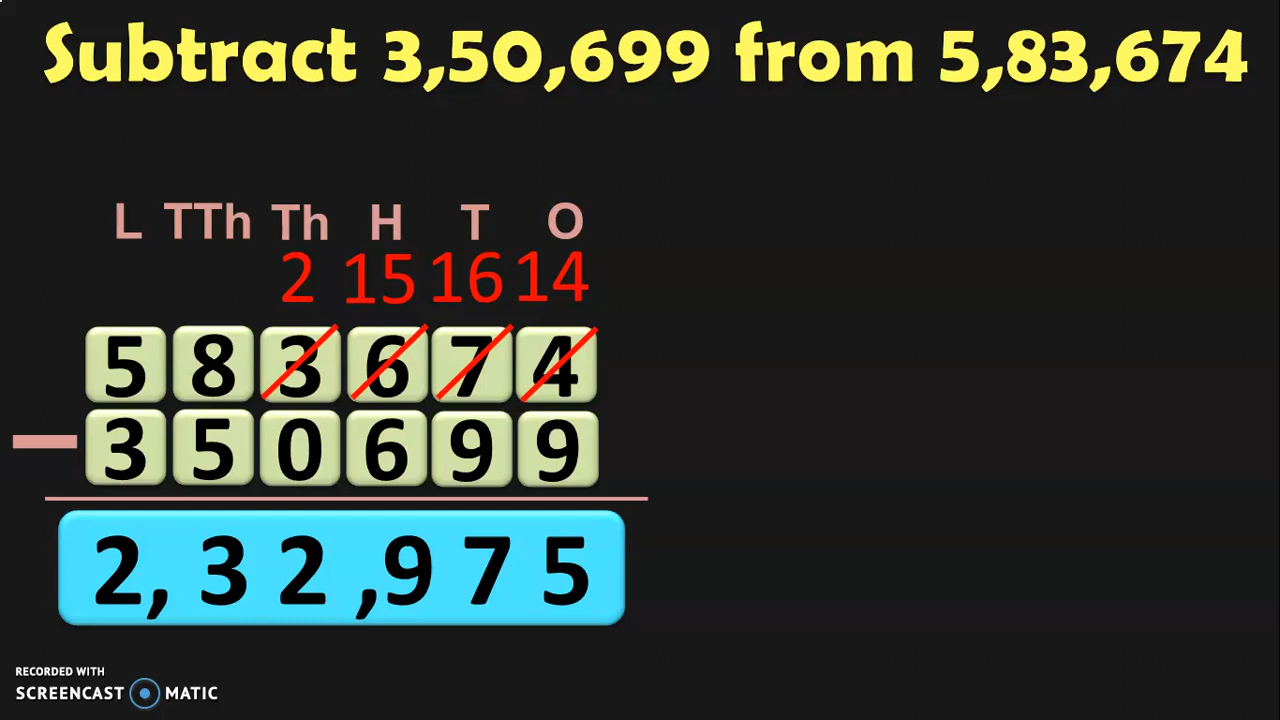 Subtract 3,50,699 from 5,83,674
L TTh Th H T O
2 15 16 14
5 8 3 6 7 4
— 3 5 0 6 9 9
2, 3 2 ,9 7 5
RECORDED WITH
SCREENCAST MATIC